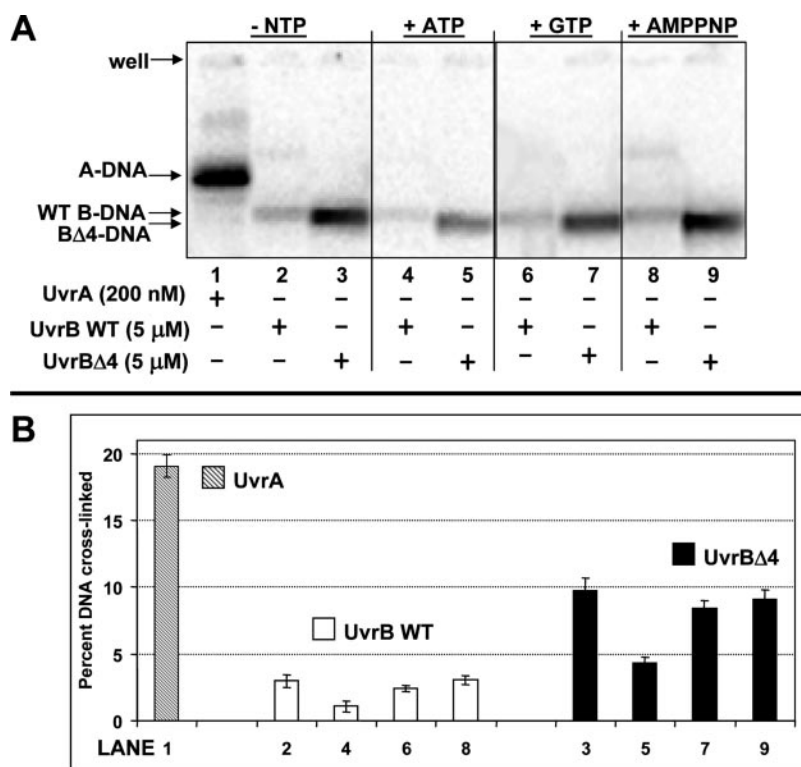 A
- NTP + ATP + GTP + AMPPNP
well
A-DNA
WT B-DNA
BΔ4-DNA
1 2 3 4 5 6 7 8 9
UvrA (200 nM) + – – – – – – – –
UvrB WT (5 μM) – + – + – + – + –
UvrBΔ4 (5 μM) – – + – + – + – +
B
Percent DNA cross-linked
20
15
10
5
0
UvrA
UvrB WT
UvrBΔ4
LANE 1 2 4 6 8 3 5 7 9